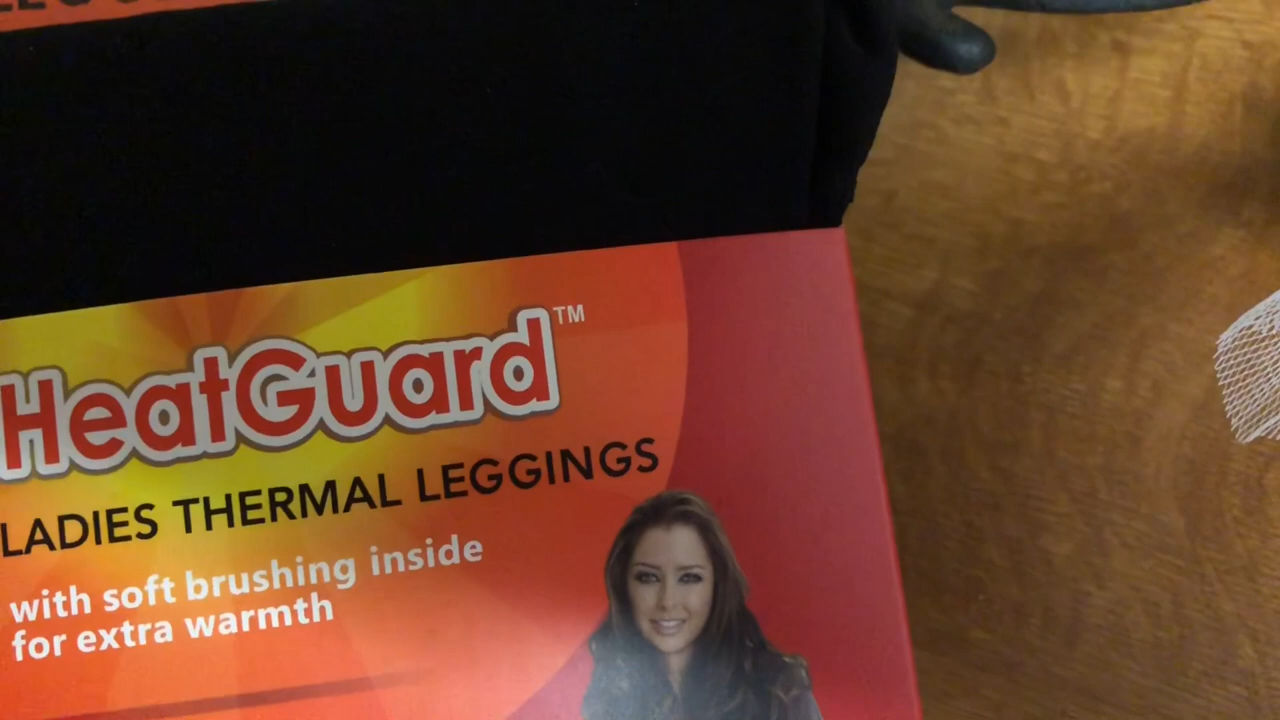 HeatGuard™
LADIES THERMAL LEGGINGS
with soft brushing inside
for extra warmth